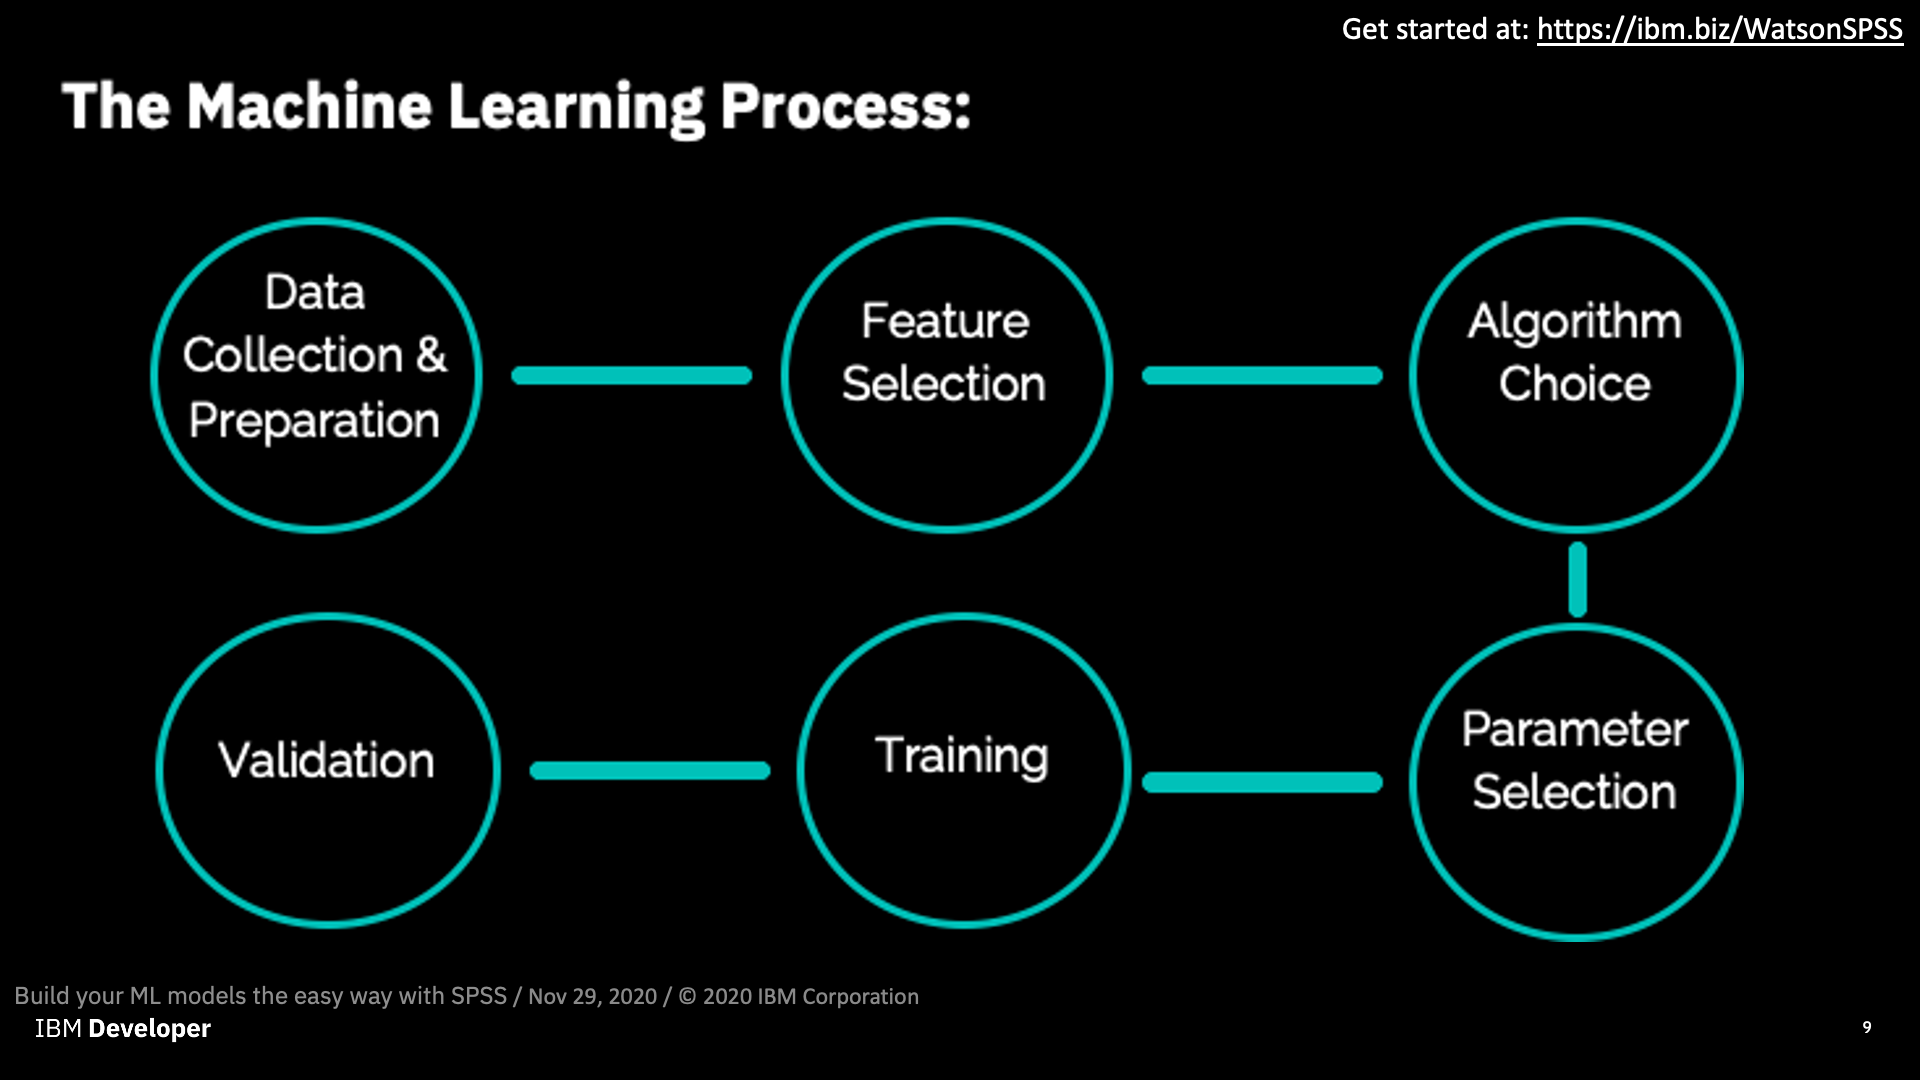 Get started at: https://ibm.biz/WatsonSPSS
The Machine Learning Process:
Data
Collection &
Preparation
Feature
Selection
Algorithm
Choice
Parameter
Selection
Training
Validation
Build your ML models the easy way with SPSS / Nov 29, 2020 / © 2020 IBM Corporation
IBM Developer
9